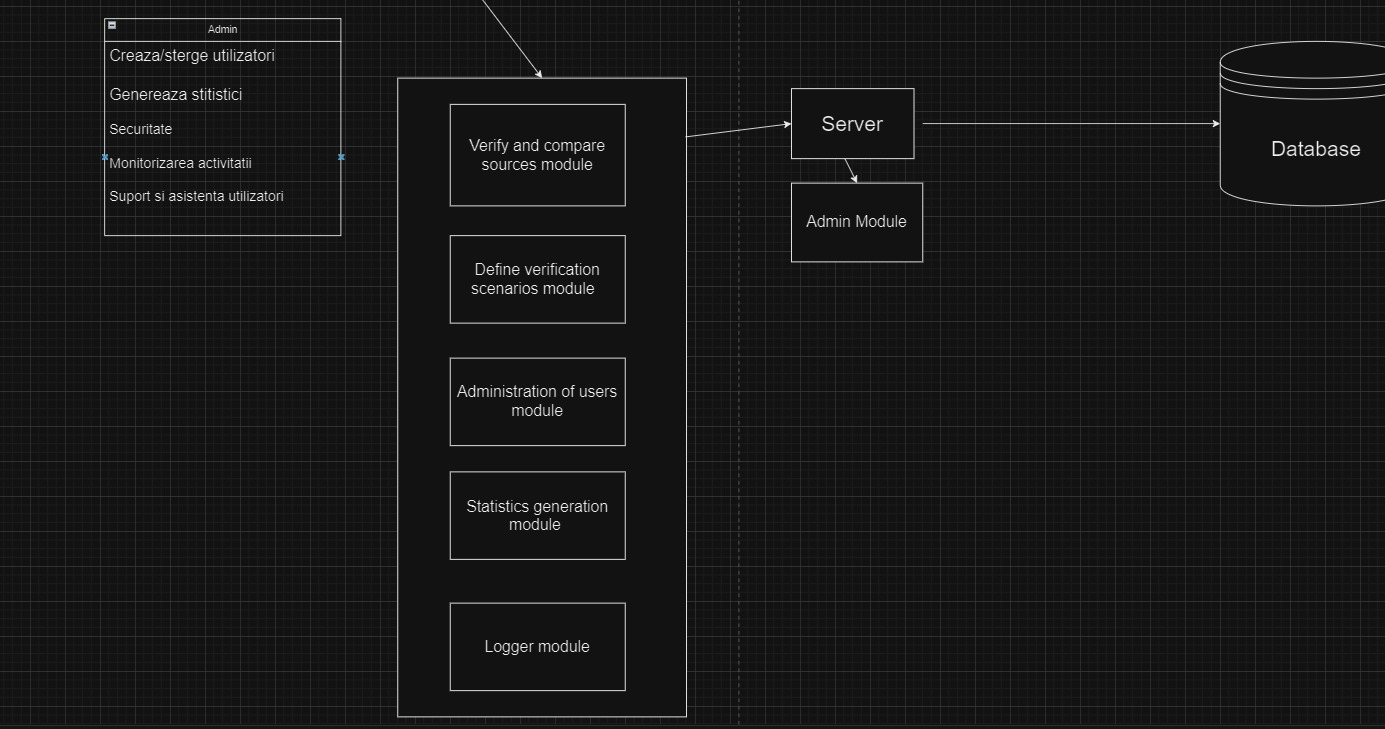 Admin
Creaza/sterge utilizatori
Genereaza stitistici
Securitate
Monitorizarea activitatii
Suport si asistenta utilizatori
Verify and compare
sources module
Define verification
scenarios module
Administration of users
module
Statistics generation
module
Logger module
Server
Admin Module
Database